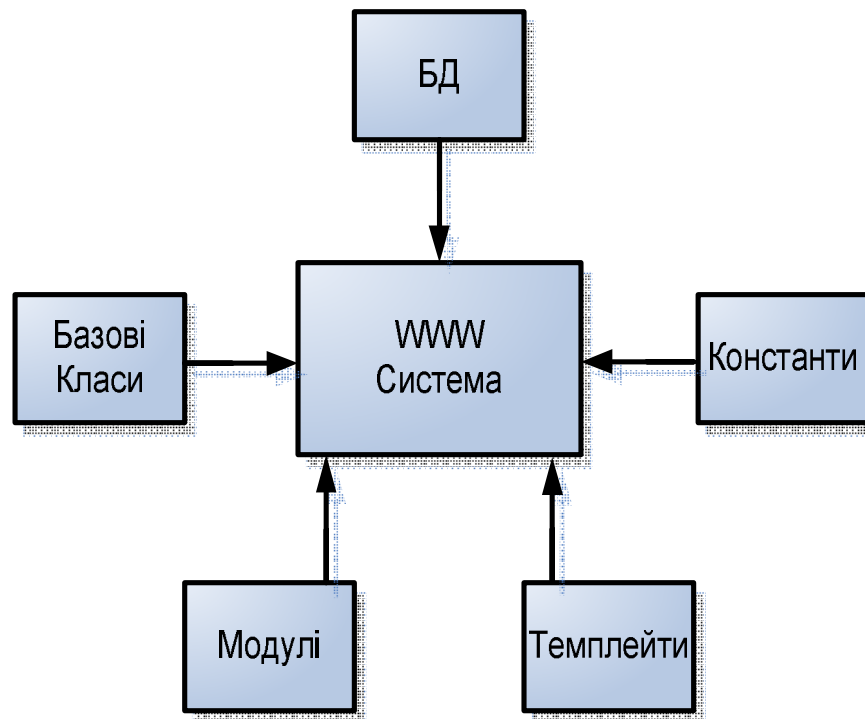 БД
Базові
Класи
WWW
Система
Константи
Модулі
Темплейти